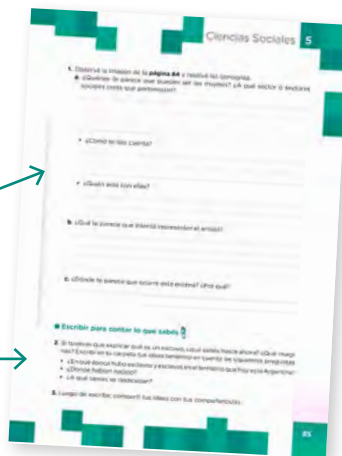 Ciencias Sociales 5
1. Observá la imagen de la página 84 y resolvé las consignas.
a. ¿Quiénes te parece que pueden ser las mujeres? ¿A qué sector o sectores
sociales creés que pertenecen?
• ¿Cómo te das cuenta?
• ¿Quién está con ellas?
b. ¿Qué te parece que intenta representar el artista?
c. ¿Dónde te parece que ocurre esta escena? ¿Por qué?
Escribir para contar lo que sabés
2. Si tuvieras que explicar qué es un esclavo, ¿qué sabés hasta ahora? ¿Qué imagi-
nás? Escribí en tu carpeta tus ideas teniendo en cuenta las siguientes preguntas.
• ¿En qué época hubo esclavas y esclavos en el territorio que hoy es la Argentina?
• ¿Dónde habían nacido?
• ¿A qué tareas se dedicaban?
3. Luego de escribir, compartí tus ideas con tus compañeros/as.
85